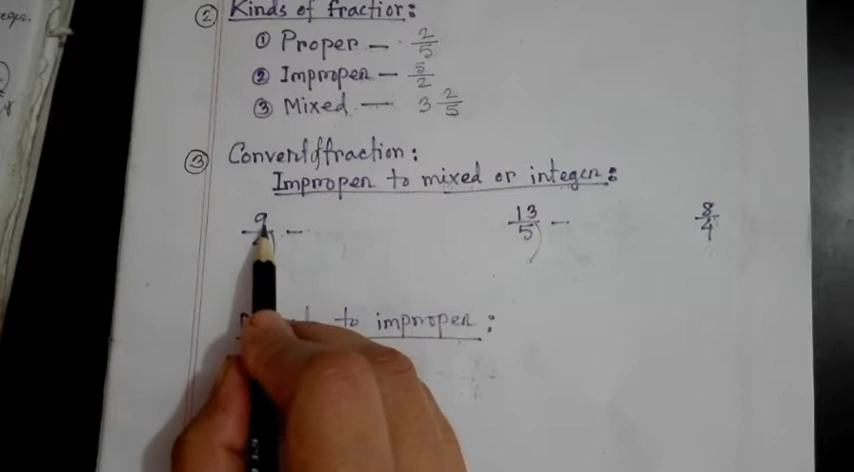 ② Kinds of fraction:
① Proper — 2/5
② Improper — 5/2
③ Mixed — 3 2/5
③ Convert of fraction:
Improper to mixed or integer:
9 — 13/5 — 8/4
to improper: